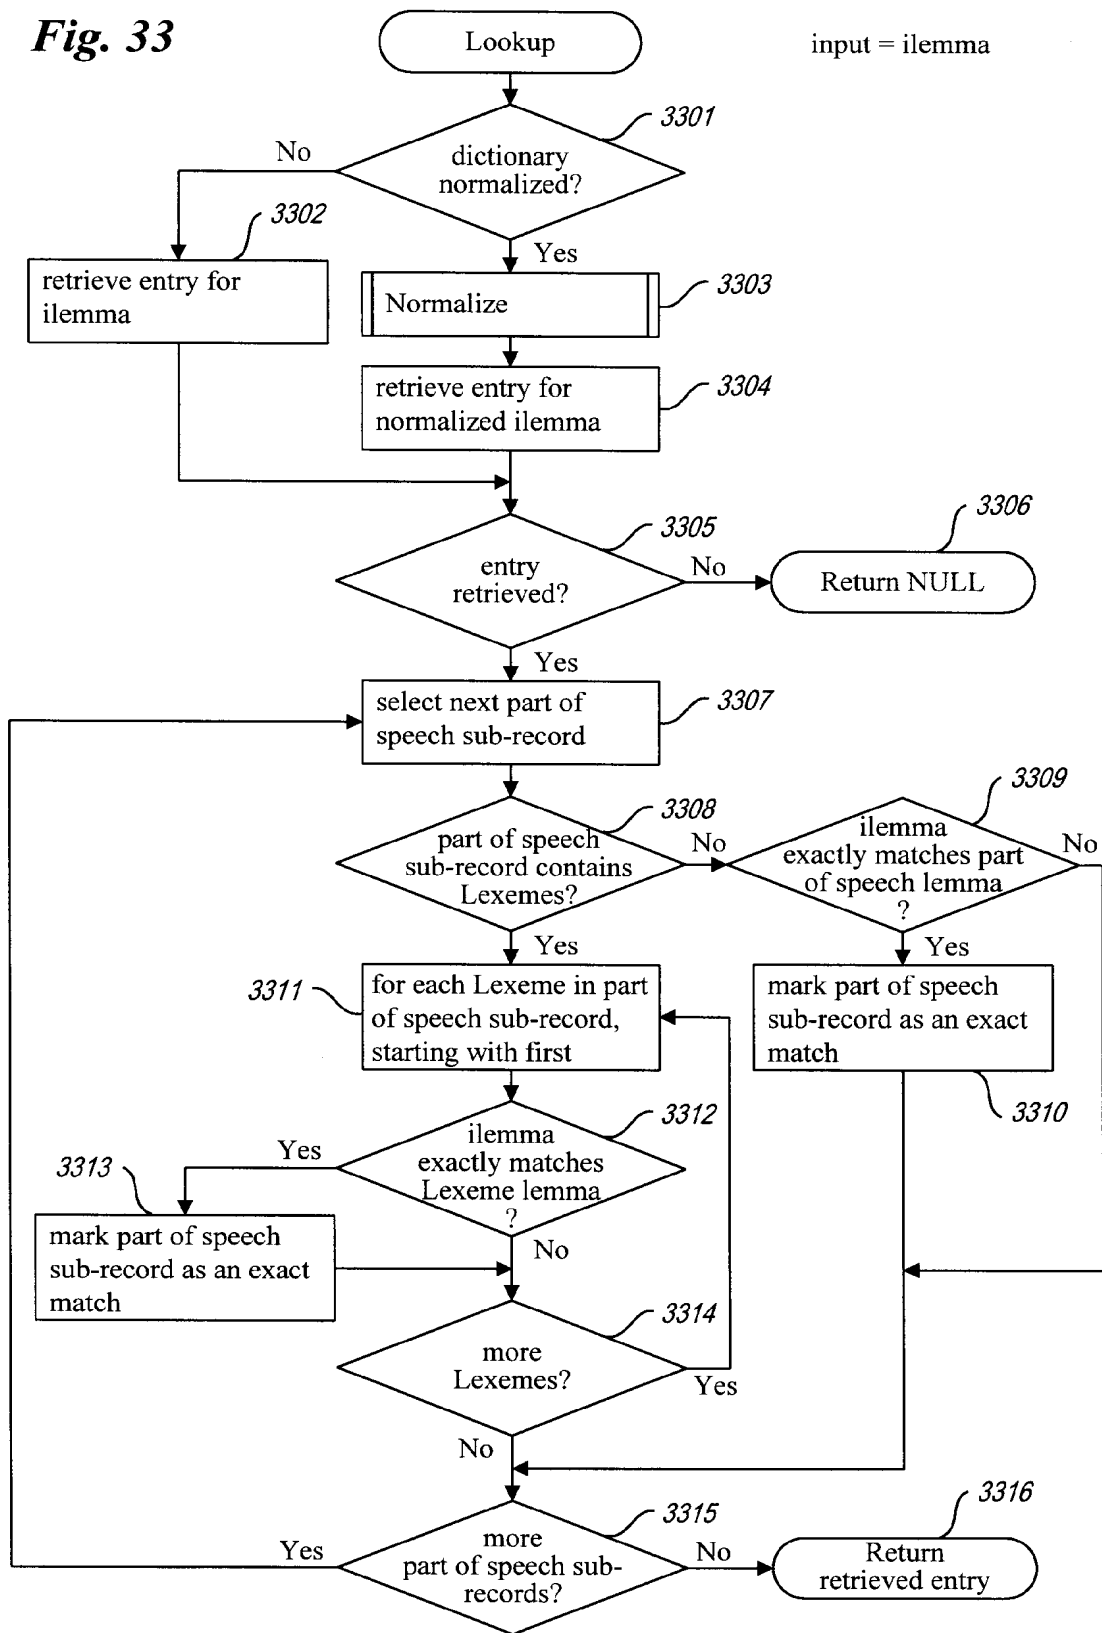 Fig. 33
Lookup
input = ilemma
3301
No
dictionary
normalized?
3302
Yes
retrieve entry for
ilemma
Normalize
3303
retrieve entry for
normalized ilemma
3304
3305
3306
entry
retrieved?
No
Return NULL
Yes
select next part of
speech sub-record
3307
3308
3309
part of speech
sub-record contains
Lexemes?
No
ilemma
exactly matches part
of speech lemma
?
No
Yes
Yes
3311
for each Lexeme in part
of speech sub-record,
starting with first
mark part of speech
sub-record as an exact
match
3310
3312
Yes
ilemma
exactly matches
Lexeme lemma
?
3313
No
mark part of speech
sub-record as an exact
match
3314
more
Lexemes?
Yes
No
3315
3316
Yes
more
part of speech sub-
records?
No
Return
retrieved entry